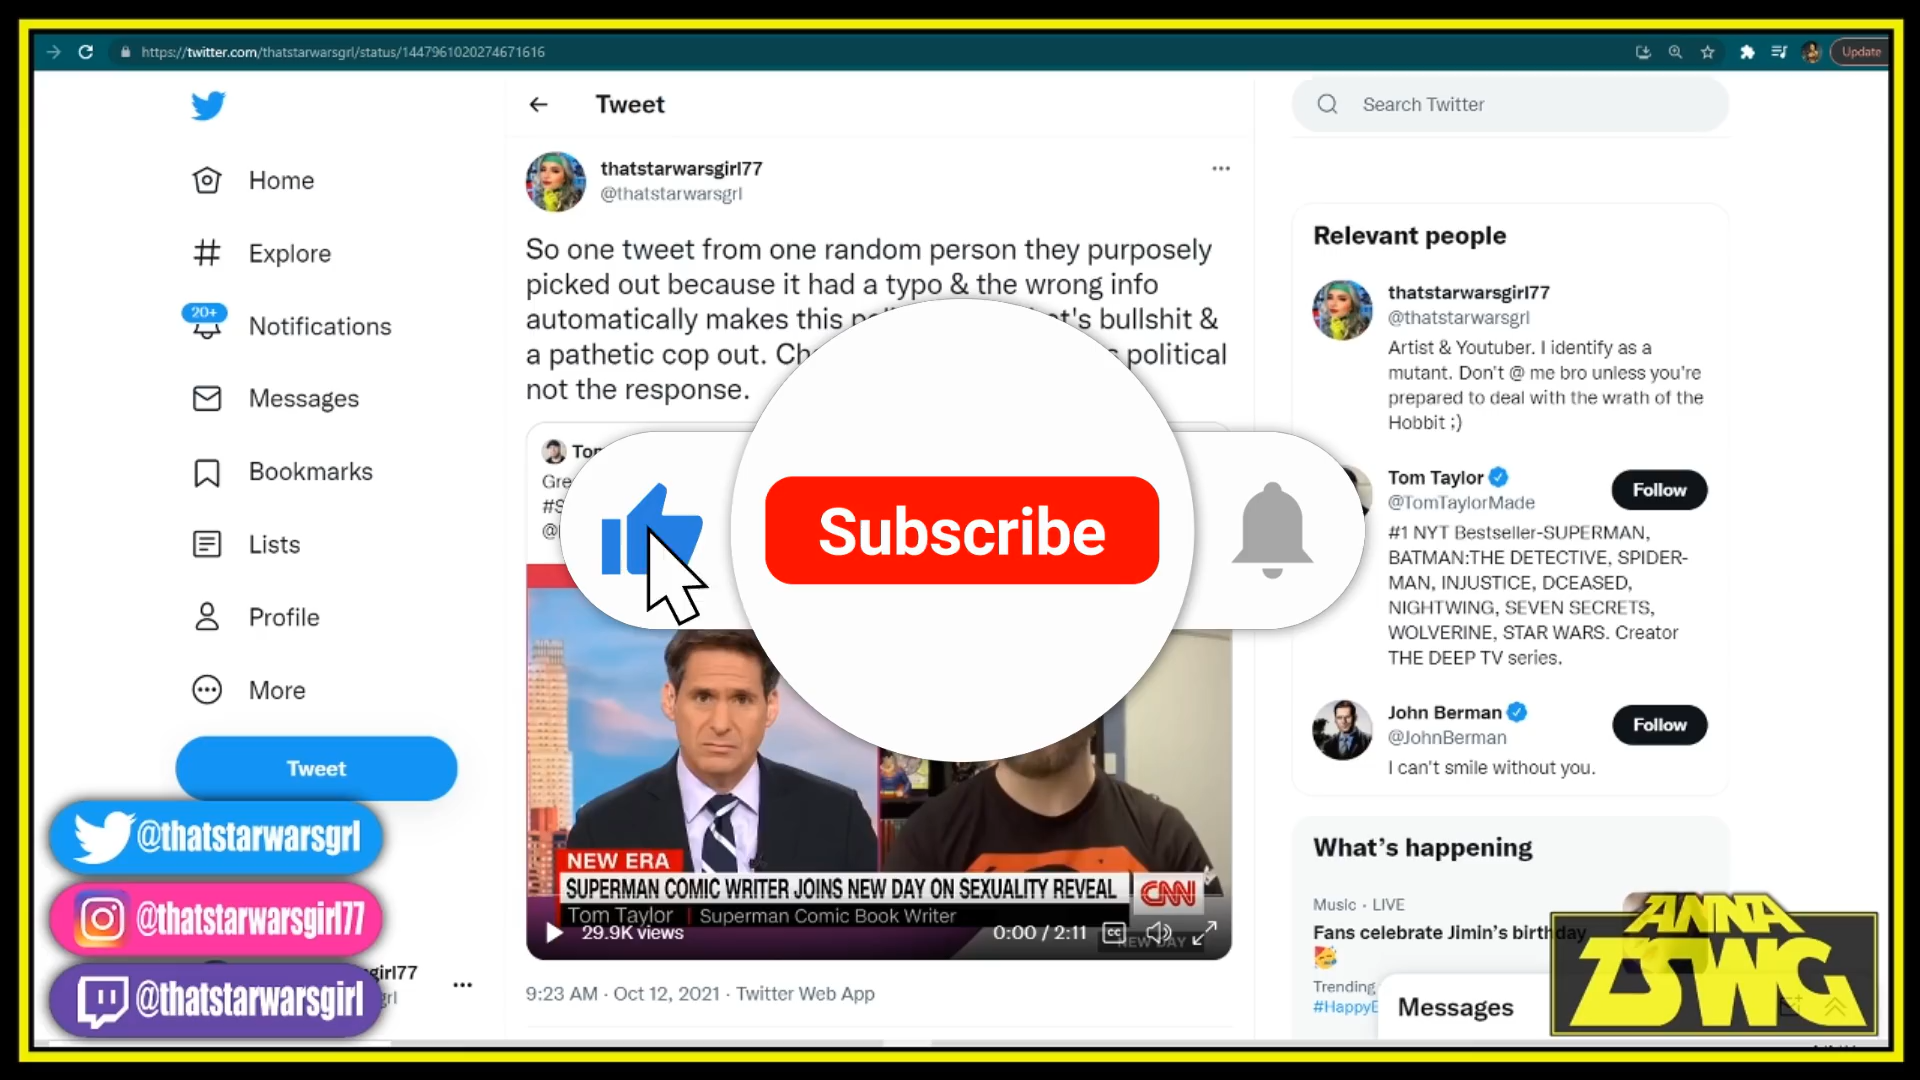 https://twitter.com/thatstarwarsgrl/status/1447961020274671616
Update
Home
Explore
20+
Notifications
Messages
Bookmarks
Lists
Profile
More
Tweet
@thatstarwarsgrl
@thatstarwarsgirl77
@thatstarwarsgirl
Tweet
thatstarwarsgirl77
@thatstarwarsgrl
So one tweet from one random person they purposely
picked out because it had a typo & the wrong info
automatically makes this bullshit &
a pathetic cop out. political
not the response.
Subscribe
NEW ERA
SUPERMAN COMIC WRITER JOINS NEW DAY ON SEXUALITY REVEAL
CNN
Tom Taylor | Superman Comic Book Writer
29.9K views
0:00 / 2:11
CC
NEW DAY
9:23 AM · Oct 12, 2021 · Twitter Web App
Search Twitter
Relevant people
thatstarwarsgirl77
@thatstarwarsgrl
Artist & Youtuber. I identify as a
mutant. Don't @ me bro unless you're
prepared to deal with the wrath of the
Hobbit ;)
Tom Taylor
@TomTaylorMade
Follow
#1 NYT Bestseller-SUPERMAN,
BATMAN:THE DETECTIVE, SPIDER-
MAN, INJUSTICE, DCEASED,
NIGHTWING, SEVEN SECRETS,
WOLVERINE, STAR WARS. Creator
THE DEEP TV series.
John Berman
@JohnBerman
Follow
I can't smile without you.
What's happening
Music · LIVE
Fans celebrate Jimin's birthday
Trending
Messages
ANNA
TSWG